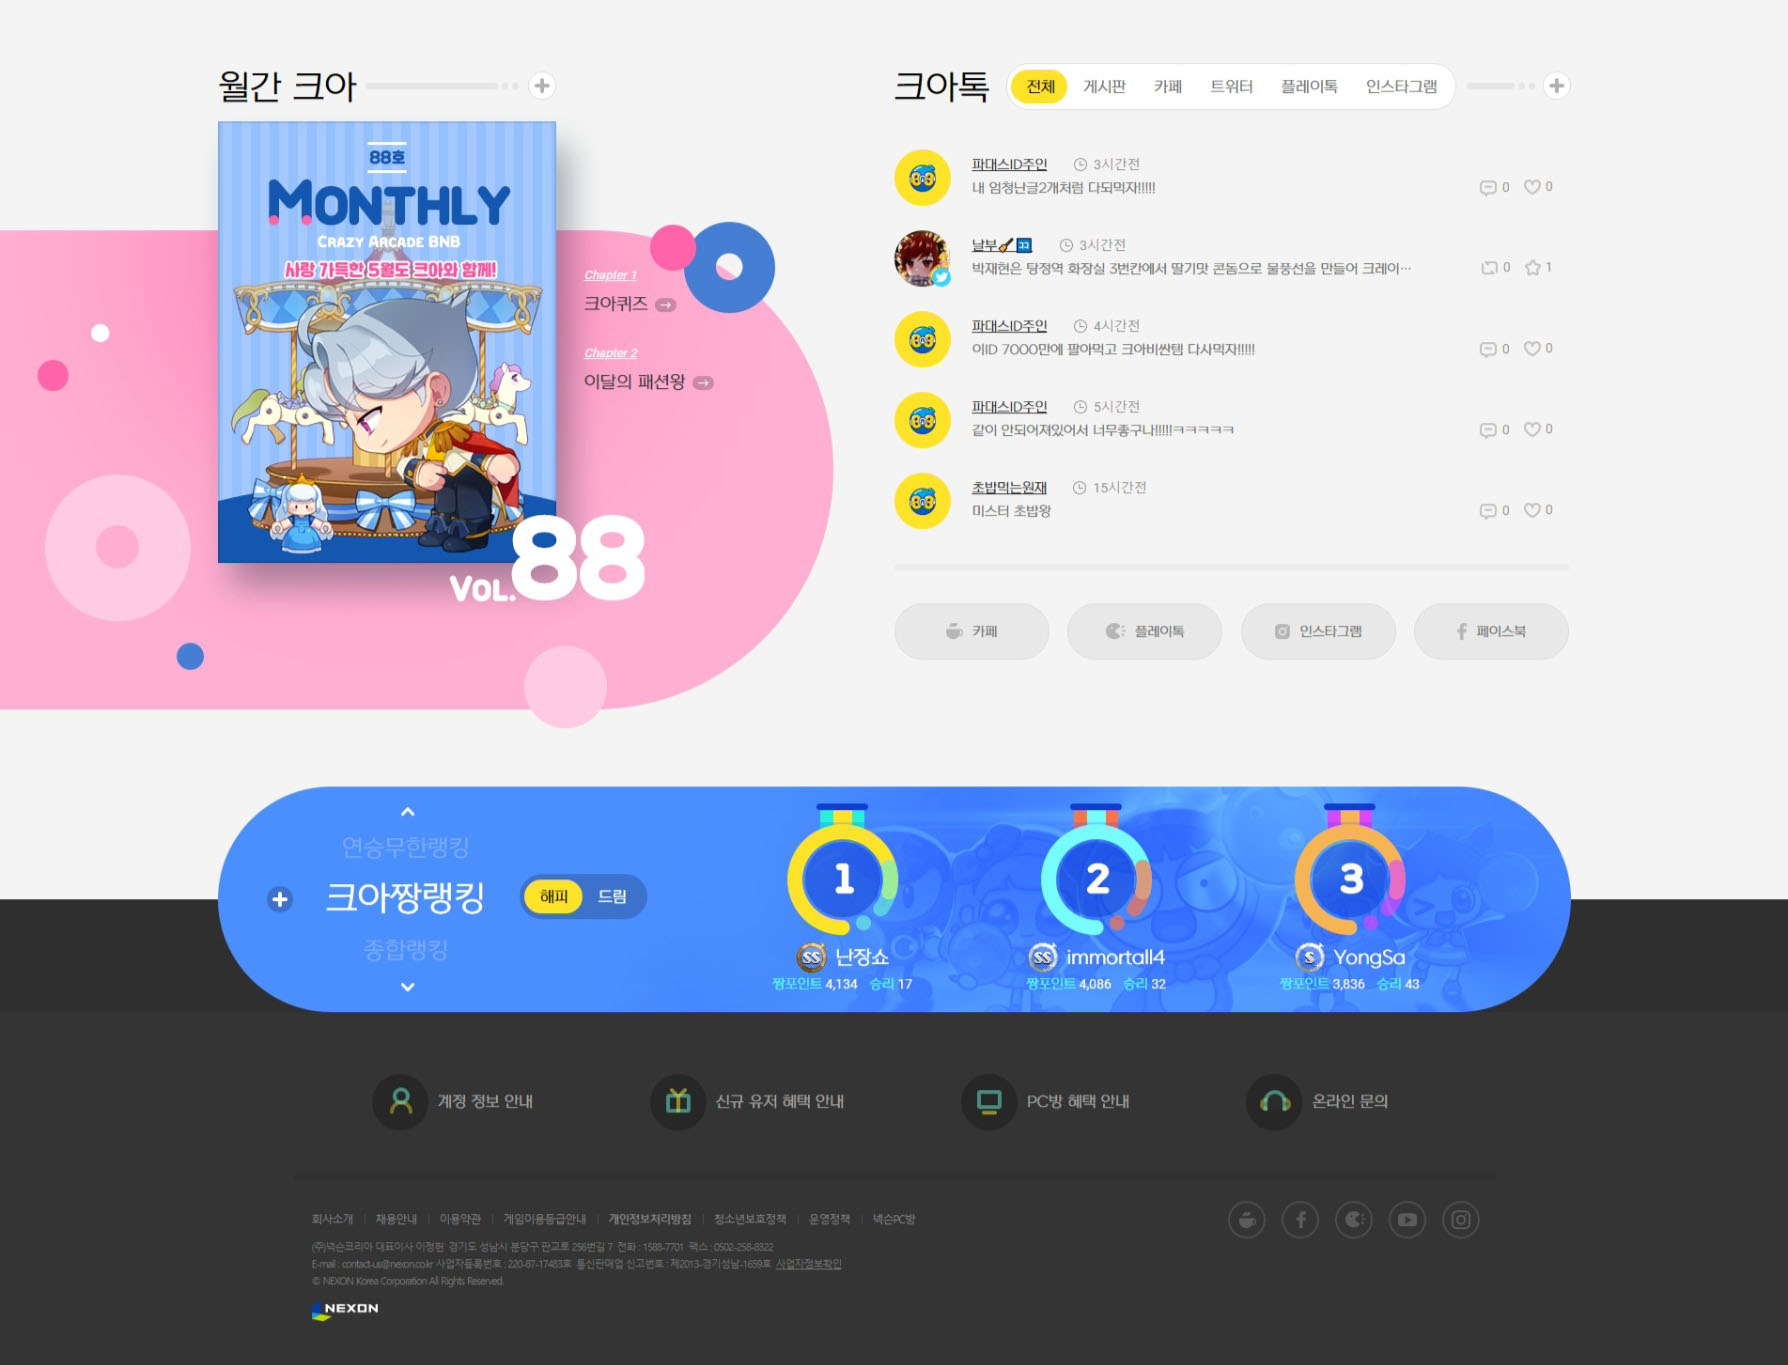 월간 크아
88호
MONTHLY
CRAZY ARCADE BNB
사랑 가득한 5월도 크아와 함께!
Chapter 1
크아퀴즈
Chapter 2
이달의 패션왕
VOL.88
크아톡
전체 게시판 카페 트위터 플레이톡 인스타그램
파대스ID주인 3시간전
내 엄청난글2개처럼 다되먹자!!!!! 0 0
날부 3시간전
박재현은 탕정역 화장실 3번칸에서 딸기맛 콘돔으로 물풍선을 만들어 크레이… 0 1
파대스ID주인 4시간전
이ID 7000만에 팔아먹고 크아비싼템 다사먹자!!!!! 0 0
파대스ID주인 5시간전
같이 안되어져있어서 너무좋구나!!!!!ㅋㅋㅋㅋㅋ 0 0
초밥먹는원재 15시간전
미스터 초밥왕 0 0
카페 플레이톡 인스타그램 페이스북
연승무한랭킹
크아짱랭킹
종합랭킹
해피 드림
1
SS 난장쇼
짱포인트 4,134 승리 17
2
SS immortall4
짱포인트 4,086 승리 32
3
S YongSa
짱포인트 3,836 승리 43
계정 정보 안내 신규 유저 혜택 안내 PC방 혜택 안내 온라인 문의
회사소개 채용안내 이용약관 게임이용등급안내 개인정보처리방침 청소년보호정책 운영정책 넥슨PC방
(주)넥슨코리아 대표이사 이정헌 경기도 성남시 분당구 판교로 256번길 7 전화 : 1588-7701 팩스 : 0502-258-8322
E-mail : contact-us@nexon.co.kr 사업자등록번호 : 220-87-17483호 통신판매업 신고번호 : 제2013-경기성남-1659호 사업자정보확인
© NEXON Korea Corporation All Rights Reserved.
NEXON